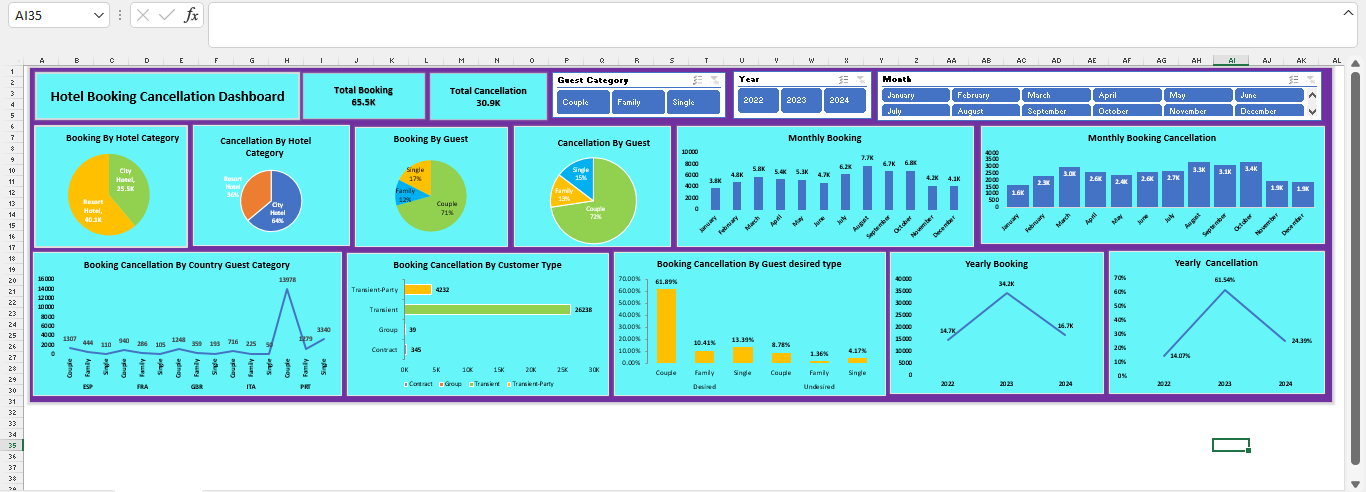 AI35
fx
A B C D E F G H I J K L M N O P Q R S T U V W X Y Z AA AB AC AD AE AF AG AH AI AJ AK AL
1
2
3
4
5
6
7
8
9
10
11
12
13
14
15
16
17
18
19
20
21
22
23
24
25
26
27
28
29
30
31
32
33
34
35
36
37
38
Hotel Booking Cancellation Dashboard
Total Booking
65.5K
Total Cancellation
30.9K
Guest Category
Couple Family Single
Year
2022 2023 2024
Month
January February March April May June
July August September October November December
Booking By Hotel Category
City
Hotel,
25.5K
Resort
Hotel,
40.1K
Cancellation By Hotel
Category
Resort
Hotel
36%
City
Hotel
64%
Booking By Guest
Single
17%
Family
12%
Couple
71%
Cancellation By Guest
Single
15%
Family
13%
Couple
72%
Monthly Booking
10000
8000
6000
4000
2000
0
3.8K 4.8K 5.8K 5.4K 5.3K 4.7K 6.2K 7.7K 6.7K 6.8K 4.2K 4.1K
January February March April May June July August September October November December
Monthly Booking Cancellation
4000
3500
3000
2500
2000
1500
1000
500
0
1.6K 2.3K 3.0K 2.6K 2.4K 2.6K 2.7K 3.3K 3.1K 3.4K 1.9K 1.9K
January February March April May June July August September October November December
Booking Cancellation By Country Guest Category
16000
14000
12000
10000
8000
6000
4000
2000
0
1307 444 110 940 286 105 1248 359 193 716 225 50 13978 1279 3340
Couple Family Single Couple Family Single Couple Family Single Couple Family Single Couple Family Single
ESP FRA GBR ITA PRT
Booking Cancellation By Customer Type
Transient-Party 4232
Transient 26238
Group 39
Contract 345
0K 5K 10K 15K 20K 25K 30K
Contract Group Transient Transient-Party
Booking Cancellation By Guest desired type
70.00%
60.00%
50.00%
40.00%
30.00%
20.00%
10.00%
0.00%
61.89% 10.41% 13.39% 8.78% 1.36% 4.17%
Couple Family Single Couple Family Single
Desired Undesired
Yearly Booking
40000
35000
30000
25000
20000
15000
10000
5000
0
14.7K 34.2K 16.7K
2022 2023 2024
Yearly Cancellation
70%
60%
50%
40%
30%
20%
10%
0%
14.07% 61.54% 24.39%
2022 2023 2024